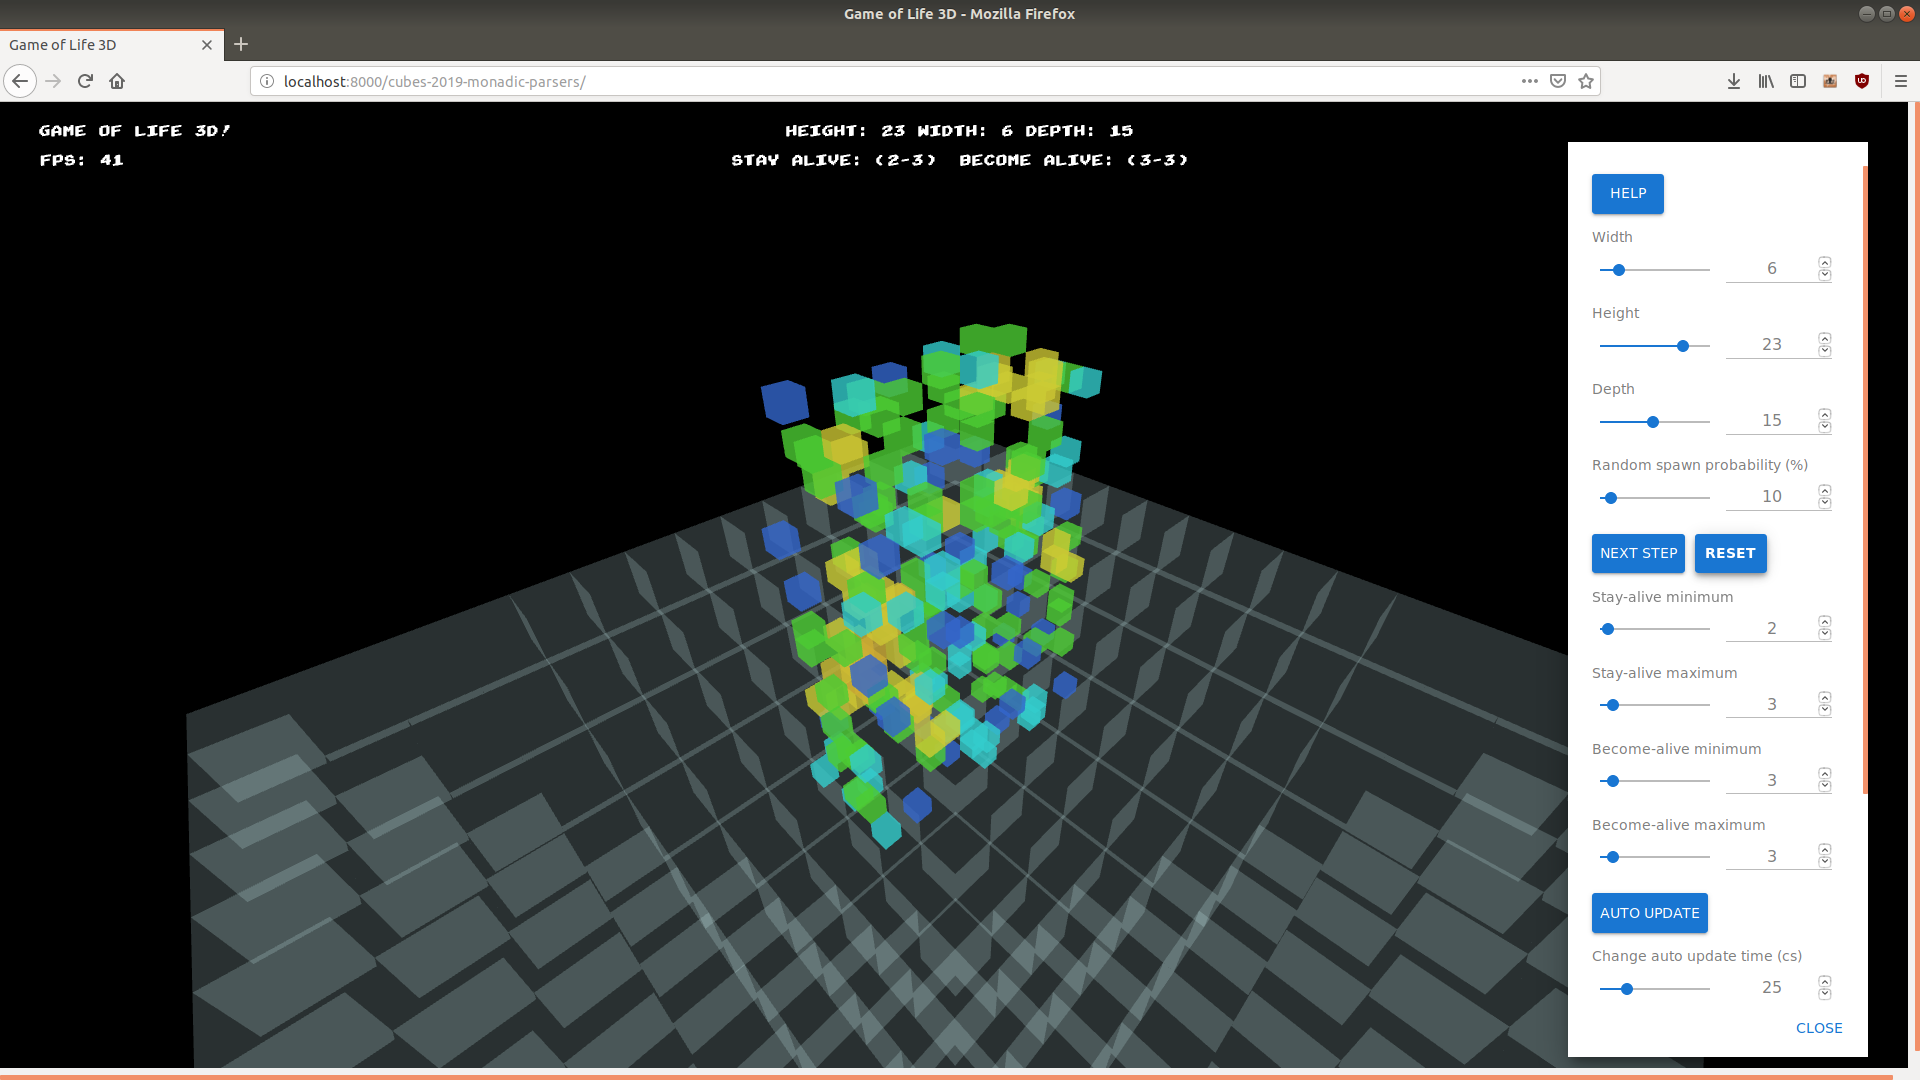 Game of Life 3D - Mozilla Firefox
Game of Life 3D
localhost:8000/cubes-2019-monadic-parsers/
GAME OF LIFE 3D!
FPS: 41
HEIGHT: 23 WIDTH: 6 DEPTH: 15
STAY ALIVE: (2-3) BECOME ALIVE: (3-3)
HELP
Width
6
Height
23
Depth
15
Random spawn probability (%)
10
NEXT STEP RESET
Stay-alive minimum
2
Stay-alive maximum
3
Become-alive minimum
3
Become-alive maximum
3
AUTO UPDATE
Change auto update time (cs)
25
CLOSE